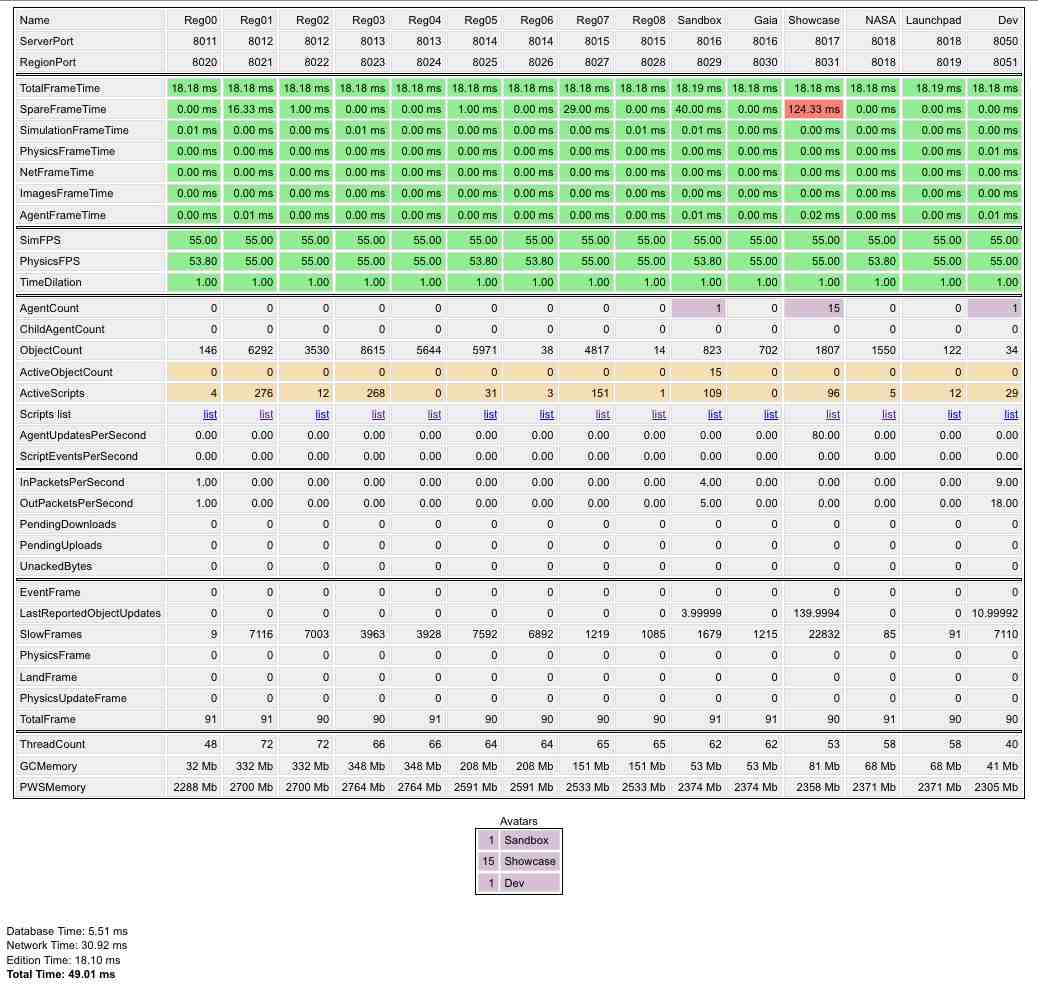 Name Reg00 Reg01 Reg02 Reg03 Reg04 Reg05 Reg06 Reg07 Reg08 Sandbox Gaia Showcase NASA Launchpad Dev
ServerPort 8011 8012 8012 8013 8013 8014 8014 8015 8015 8016 8016 8017 8018 8018 8050
RegionPort 8020 8021 8022 8023 8024 8025 8026 8027 8028 8029 8030 8031 8018 8019 8051
TotalFrameTime 18.18 ms 18.18 ms 18.18 ms 18.18 ms 18.18 ms 18.18 ms 18.18 ms 18.18 ms 18.18 ms 18.19 ms 18.18 ms 18.18 ms 18.18 ms 18.19 ms 18.18 ms
SpareFrameTime 0.00 ms 16.33 ms 1.00 ms 0.00 ms 0.00 ms 1.00 ms 0.00 ms 29.00 ms 0.00 ms 40.00 ms 0.00 ms 124.33 ms 0.00 ms 0.00 ms 0.00 ms
SimulationFrameTime 0.01 ms 0.00 ms 0.00 ms 0.01 ms 0.00 ms 0.00 ms 0.00 ms 0.00 ms 0.01 ms 0.01 ms 0.00 ms 0.00 ms 0.00 ms 0.00 ms 0.00 ms
PhysicsFrameTime 0.00 ms 0.00 ms 0.00 ms 0.00 ms 0.00 ms 0.00 ms 0.00 ms 0.00 ms 0.00 ms 0.00 ms 0.00 ms 0.00 ms 0.00 ms 0.00 ms 0.01 ms
NetFrameTime 0.00 ms 0.00 ms 0.00 ms 0.00 ms 0.00 ms 0.00 ms 0.00 ms 0.00 ms 0.00 ms 0.00 ms 0.00 ms 0.00 ms 0.00 ms 0.00 ms 0.00 ms
ImagesFrameTime 0.00 ms 0.00 ms 0.00 ms 0.00 ms 0.00 ms 0.00 ms 0.00 ms 0.00 ms 0.00 ms 0.00 ms 0.00 ms 0.00 ms 0.00 ms 0.00 ms 0.00 ms
AgentFrameTime 0.00 ms 0.01 ms 0.00 ms 0.00 ms 0.00 ms 0.00 ms 0.00 ms 0.00 ms 0.00 ms 0.01 ms 0.00 ms 0.02 ms 0.00 ms 0.00 ms 0.01 ms
SimFPS 55.00 55.00 55.00 55.00 55.00 55.00 55.00 55.00 55.00 55.00 55.00 55.00 55.00 55.00 55.00
PhysicsFPS 53.80 55.00 55.00 55.00 55.00 53.80 53.80 55.00 55.00 53.80 55.00 55.00 53.80 55.00 55.00
TimeDilation 1.00 1.00 1.00 1.00 1.00 1.00 1.00 1.00 1.00 1.00 1.00 1.00 1.00 1.00 1.00
AgentCount 0 0 0 0 0 0 0 0 0 1 0 15 0 0 1
ChildAgentCount 0 0 0 0 0 0 0 0 0 0 0 0 0 0 0
ObjectCount 146 6292 3530 8615 5644 5971 38 4817 14 823 702 1807 1550 122 34
ActiveObjectCount 0 0 0 0 0 0 0 0 0 15 0 0 0 0 0
ActiveScripts 4 276 12 268 0 31 3 151 1 109 0 96 5 12 29
Scripts list list list list list list list list list list list list list list list list
AgentUpdatesPerSecond 0.00 0.00 0.00 0.00 0.00 0.00 0.00 0.00 0.00 0.00 0.00 80.00 0.00 0.00 0.00
ScriptEventsPerSecond 0.00 0.00 0.00 0.00 0.00 0.00 0.00 0.00 0.00 0.00 0.00 0.00 0.00 0.00 0.00
InPacketsPerSecond 1.00 0.00 0.00 0.00 0.00 0.00 0.00 0.00 0.00 4.00 0.00 0.00 0.00 0.00 9.00
OutPacketsPerSecond 1.00 0.00 0.00 0.00 0.00 0.00 0.00 0.00 0.00 5.00 0.00 0.00 0.00 0.00 18.00
PendingDownloads 0 0 0 0 0 0 0 0 0 0 0 0 0 0 0
PendingUploads 0 0 0 0 0 0 0 0 0 0 0 0 0 0 0
UnackedBytes 0 0 0 0 0 0 0 0 0 0 0 0 0 0 0
EventFrame 0 0 0 0 0 0 0 0 0 0 0 0 0 0 0
LastReportedObjectUpdates 0 0 0 0 0 0 0 0 0 3.99999 0 139.9994 0 0 10.99992
SlowFrames 9 7116 7003 3963 3928 7592 6892 1219 1085 1679 1215 22832 85 91 7110
PhysicsFrame 0 0 0 0 0 0 0 0 0 0 0 0 0 0 0
LandFrame 0 0 0 0 0 0 0 0 0 0 0 0 0 0 0
PhysicsUpdateFrame 0 0 0 0 0 0 0 0 0 0 0 0 0 0 0
TotalFrame 91 91 90 90 91 90 90 90 90 91 91 90 91 90 90
ThreadCount 48 72 72 66 66 64 64 65 65 62 62 53 58 58 40
GCMemory 32 Mb 332 Mb 332 Mb 348 Mb 348 Mb 208 Mb 208 Mb 151 Mb 151 Mb 53 Mb 53 Mb 81 Mb 68 Mb 68 Mb 41 Mb
PWSMemory 2288 Mb 2700 Mb 2700 Mb 2764 Mb 2764 Mb 2591 Mb 2591 Mb 2533 Mb 2533 Mb 2374 Mb 2374 Mb 2358 Mb 2371 Mb 2371 Mb 2305 Mb
Avatars
1 Sandbox
15 Showcase
1 Dev
Database Time: 5.51 ms
Network Time: 30.92 ms
Edition Time: 18.10 ms
Total Time: 49.01 ms